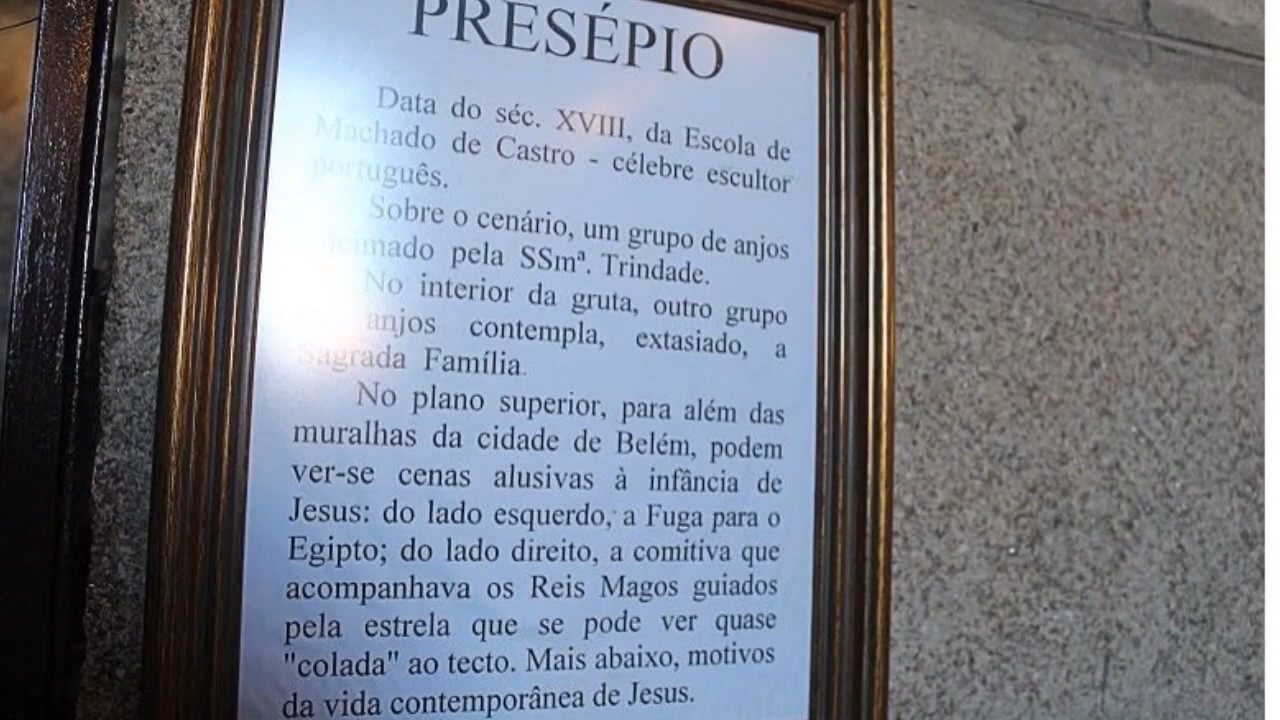 PRESÉPIO
Data do séc. XVIII, da Escola de
Machado de Castro - célebre escultor
português.
Sobre o cenário, um grupo de anjos
pela SSmª. Trindade.
No interior da gruta, outro grupo
anjos contempla, extasiado, a
Sagrada Família.
No plano superior, para além das
muralhas da cidade de Belém, podem
ver-se cenas alusivas à infância de
Jesus: do lado esquerdo, a Fuga para o
Egipto; do lado direito, a comitiva que
acompanhava os Reis Magos guiados
pela estrela que se pode ver quase
"colada" ao tecto. Mais abaixo, motivos
da vida contemporânea de Jesus.